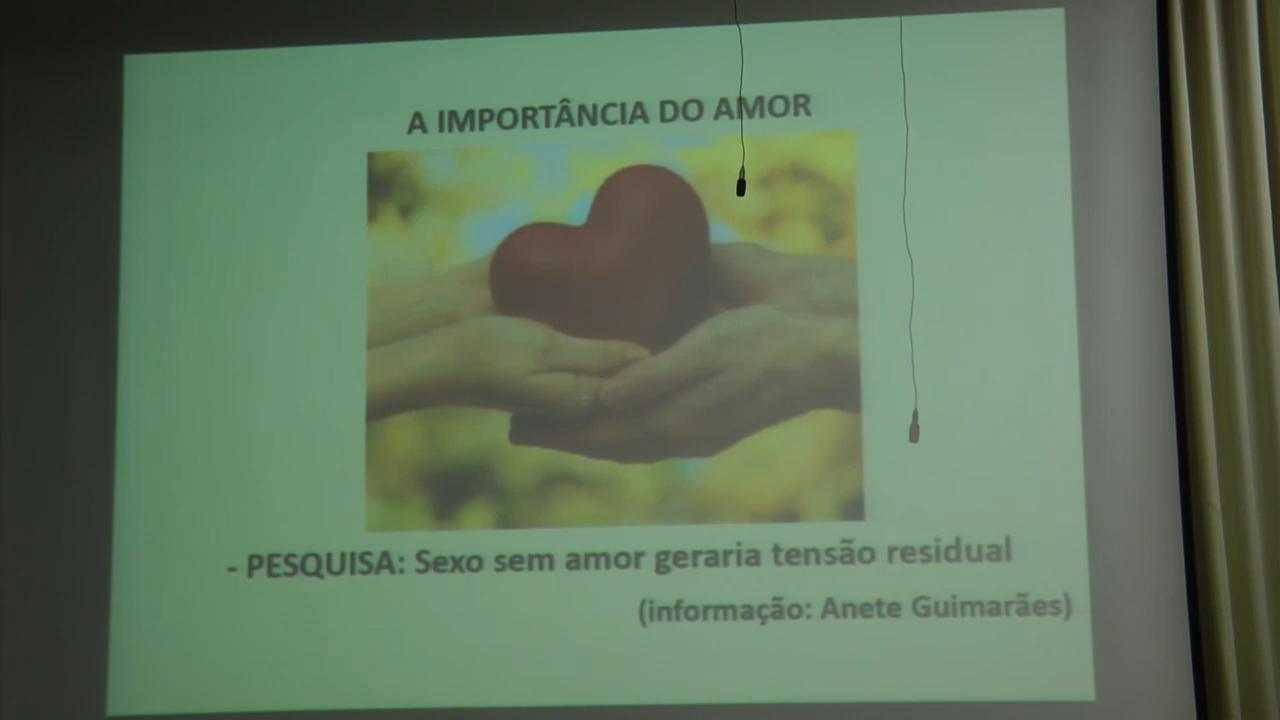 A IMPORTÂNCIA DO AMOR
- PESQUISA: Sexo sem amor geraria tensão residual
(informação: Anete Guimarães)